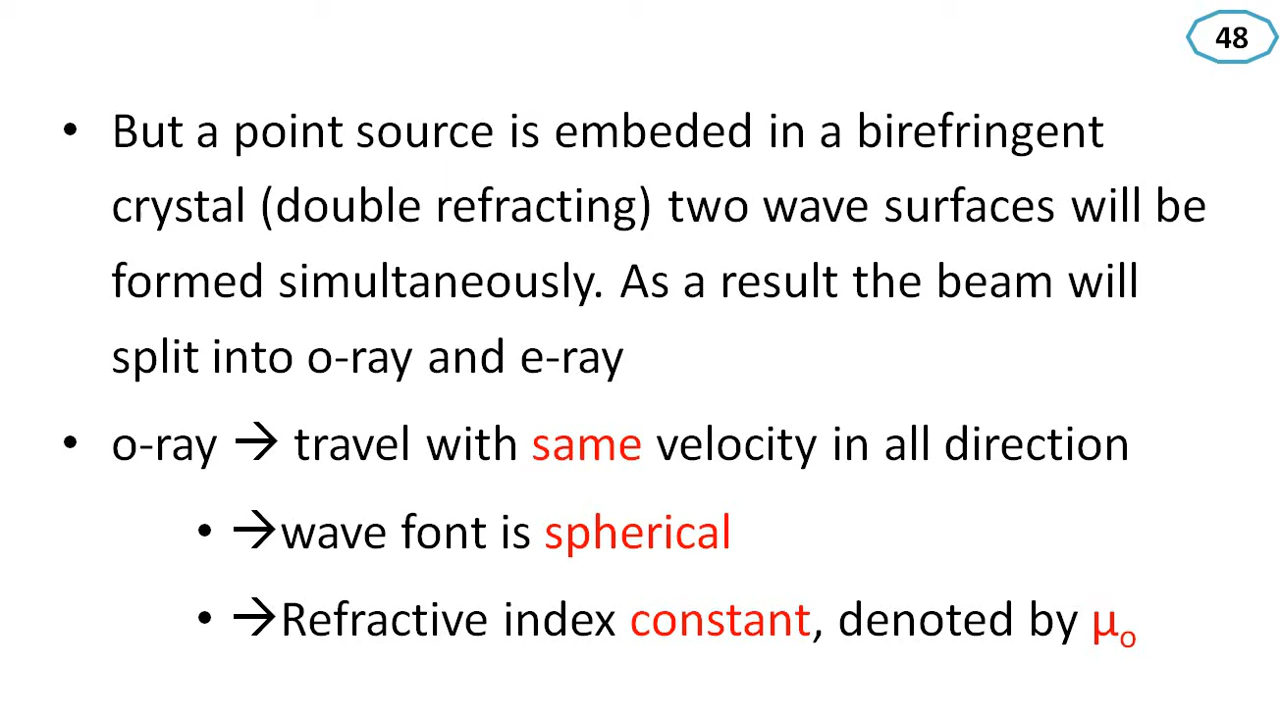 48
• But a point source is embeded in a birefringent
crystal (double refracting) two wave surfaces will be
formed simultaneously. As a result the beam will
split into o-ray and e-ray
• o-ray → travel with same velocity in all direction
• →wave font is spherical
• →Refractive index constant, denoted by μₒ